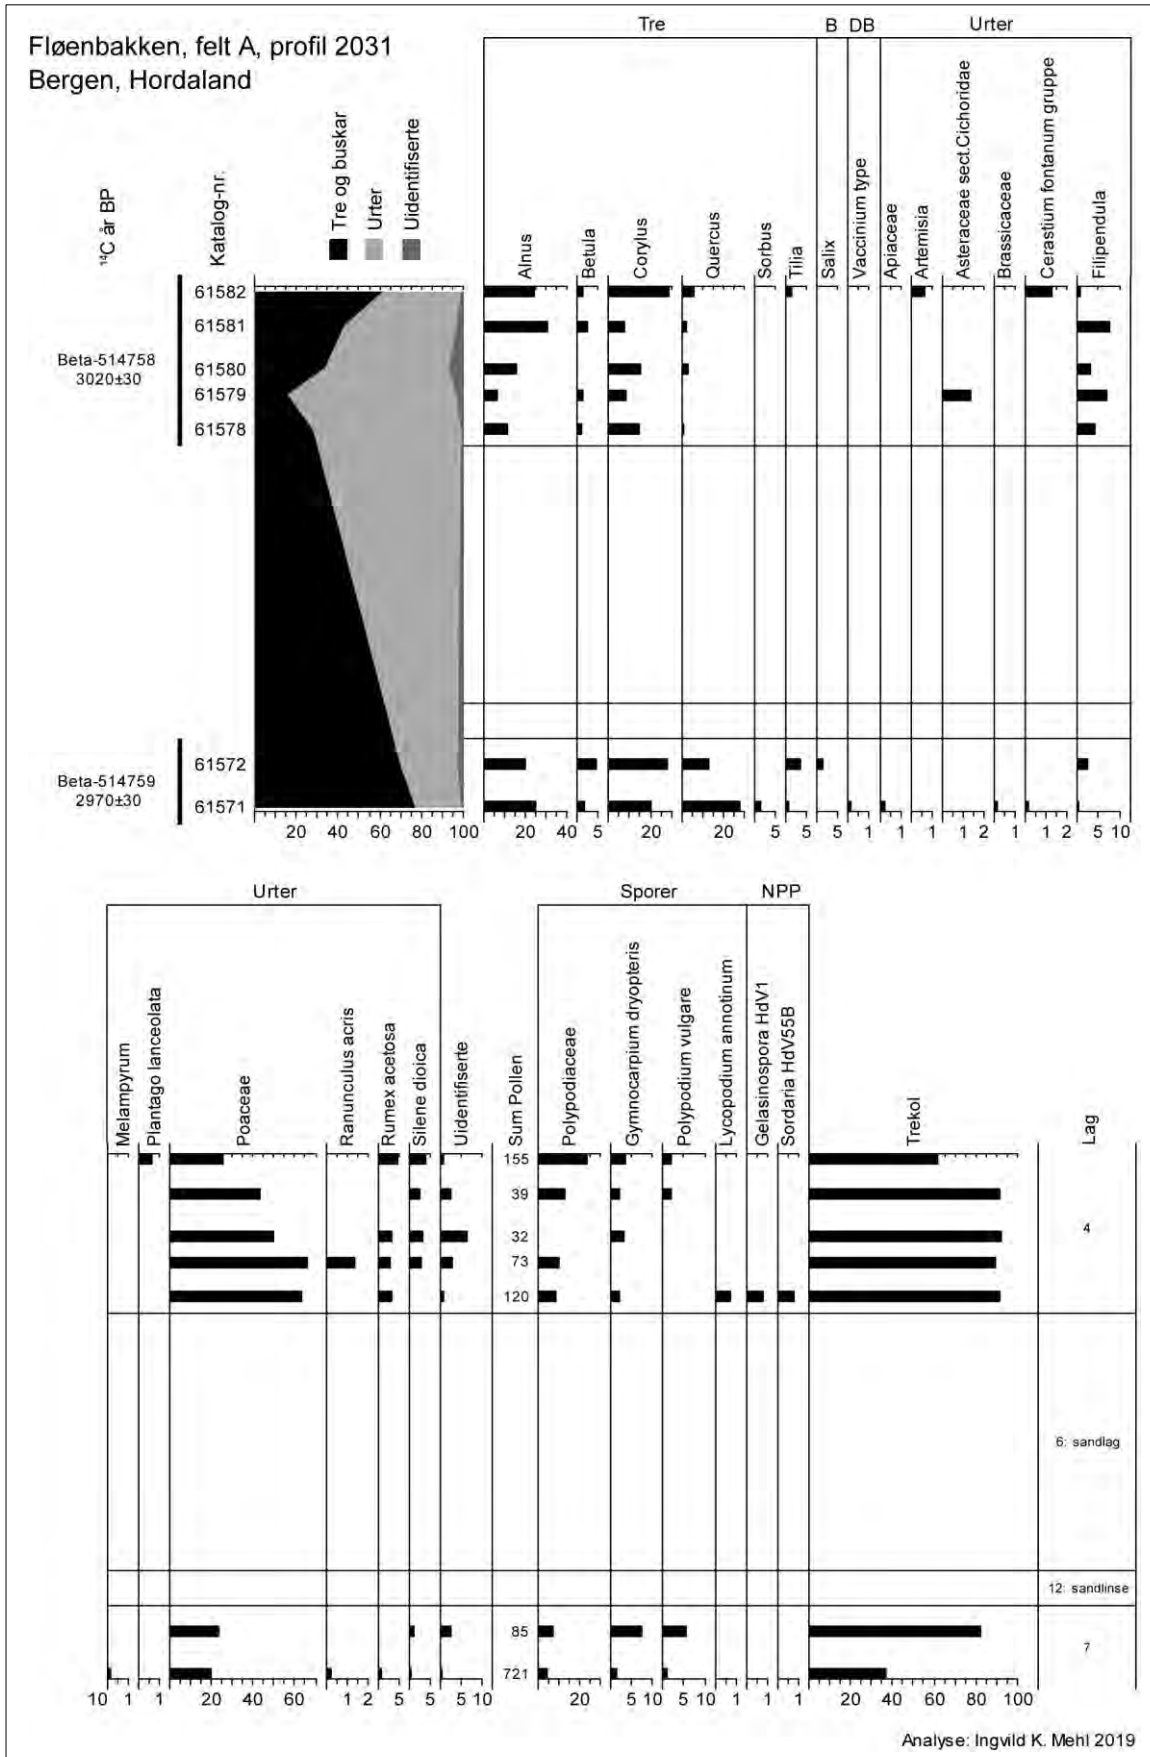 Fløenbakken, felt A, profil 2031
Bergen, Hordaland
Tre B DB Urter
¹⁴C år BP
Katalog-nr.
Tre og buskar
Urter
Uidentifiserte
Alnus
Betula
Corylus
Quercus
Sorbus
Tilia
Salix
Vaccinium type
Apiaceae
Artemisia
Asteraceae sect.Cichoridae
Brassicaceae
Cerastium fontanum gruppe
Filipendula
61582
61581
Beta-514758
3020±30
61580
61579
61578
61572
Beta-514759
2970±30
61571
20 40 60 80 100 20 40 5 20 20 5 5 5 1 1 1 1 2 1 1 2 5 10
Urter Sporer NPP
Melampyrum
Plantago lanceolata
Poaceae
Ranunculus acris
Rumex acetosa
Silene dioica
Uidentifiserte
Sum Pollen
Polypodiaceae
Gymnocarpium dryopteris
Polypodium vulgare
Lycopodium annotinum
Gelasinospora HdV1
Sordaria HdV55B
Trekol
Lag
155
39
4
32
73
120
6: sandlag
12: sandlinse
85
7
721
10 1 1 20 40 60 1 2 5 5 5 10 20 5 10 5 10 1 1 1 20 40 60 80 100
Analyse: Ingvild K. Mehl 2019